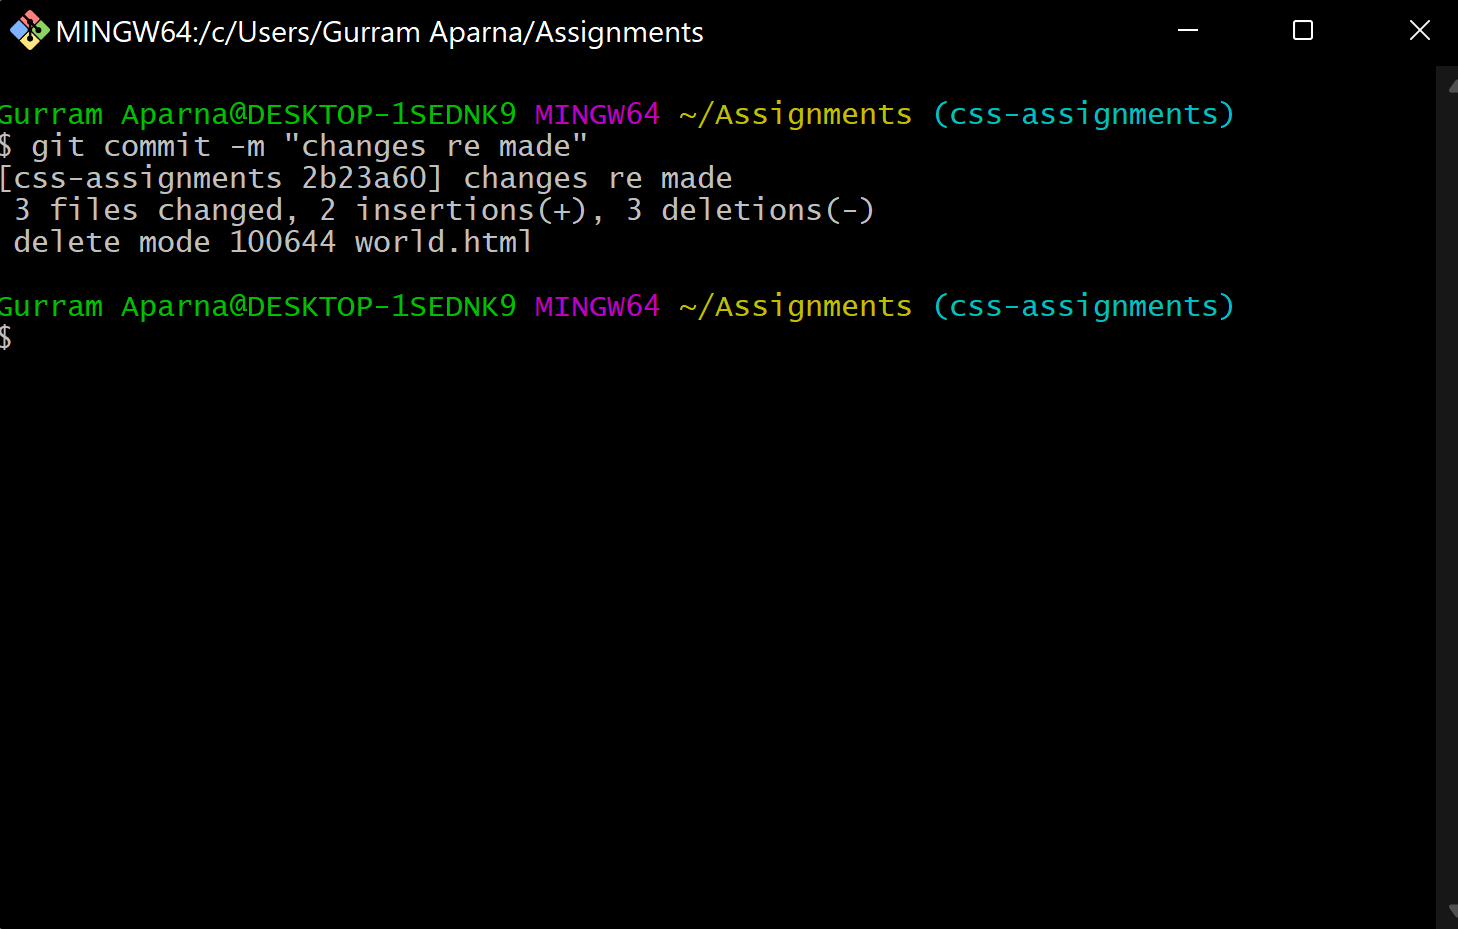 MINGW64:/c/Users/Gurram Aparna/Assignments
Gurram Aparna@DESKTOP-1SEDNK9 MINGW64 ~/Assignments (css-assignments)
$ git commit -m "changes re made"
[css-assignments 2b23a60] changes re made
 3 files changed, 2 insertions(+), 3 deletions(-)
 delete mode 100644 world.html
Gurram Aparna@DESKTOP-1SEDNK9 MINGW64 ~/Assignments (css-assignments)
$